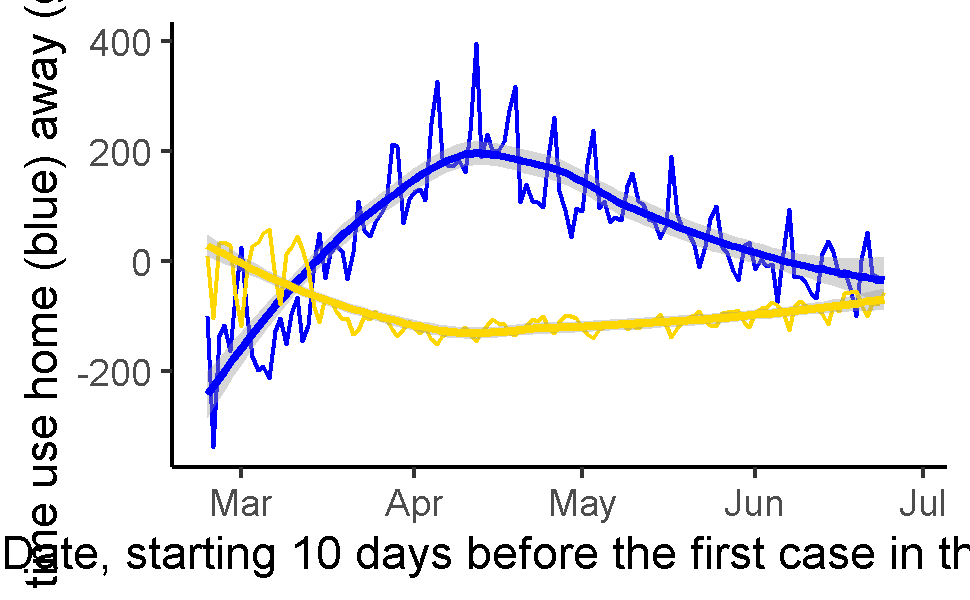 time use home (blue) away (
400
200
0
-200
Mar Apr May Jun Jul
Date, starting 10 days before the first case in th